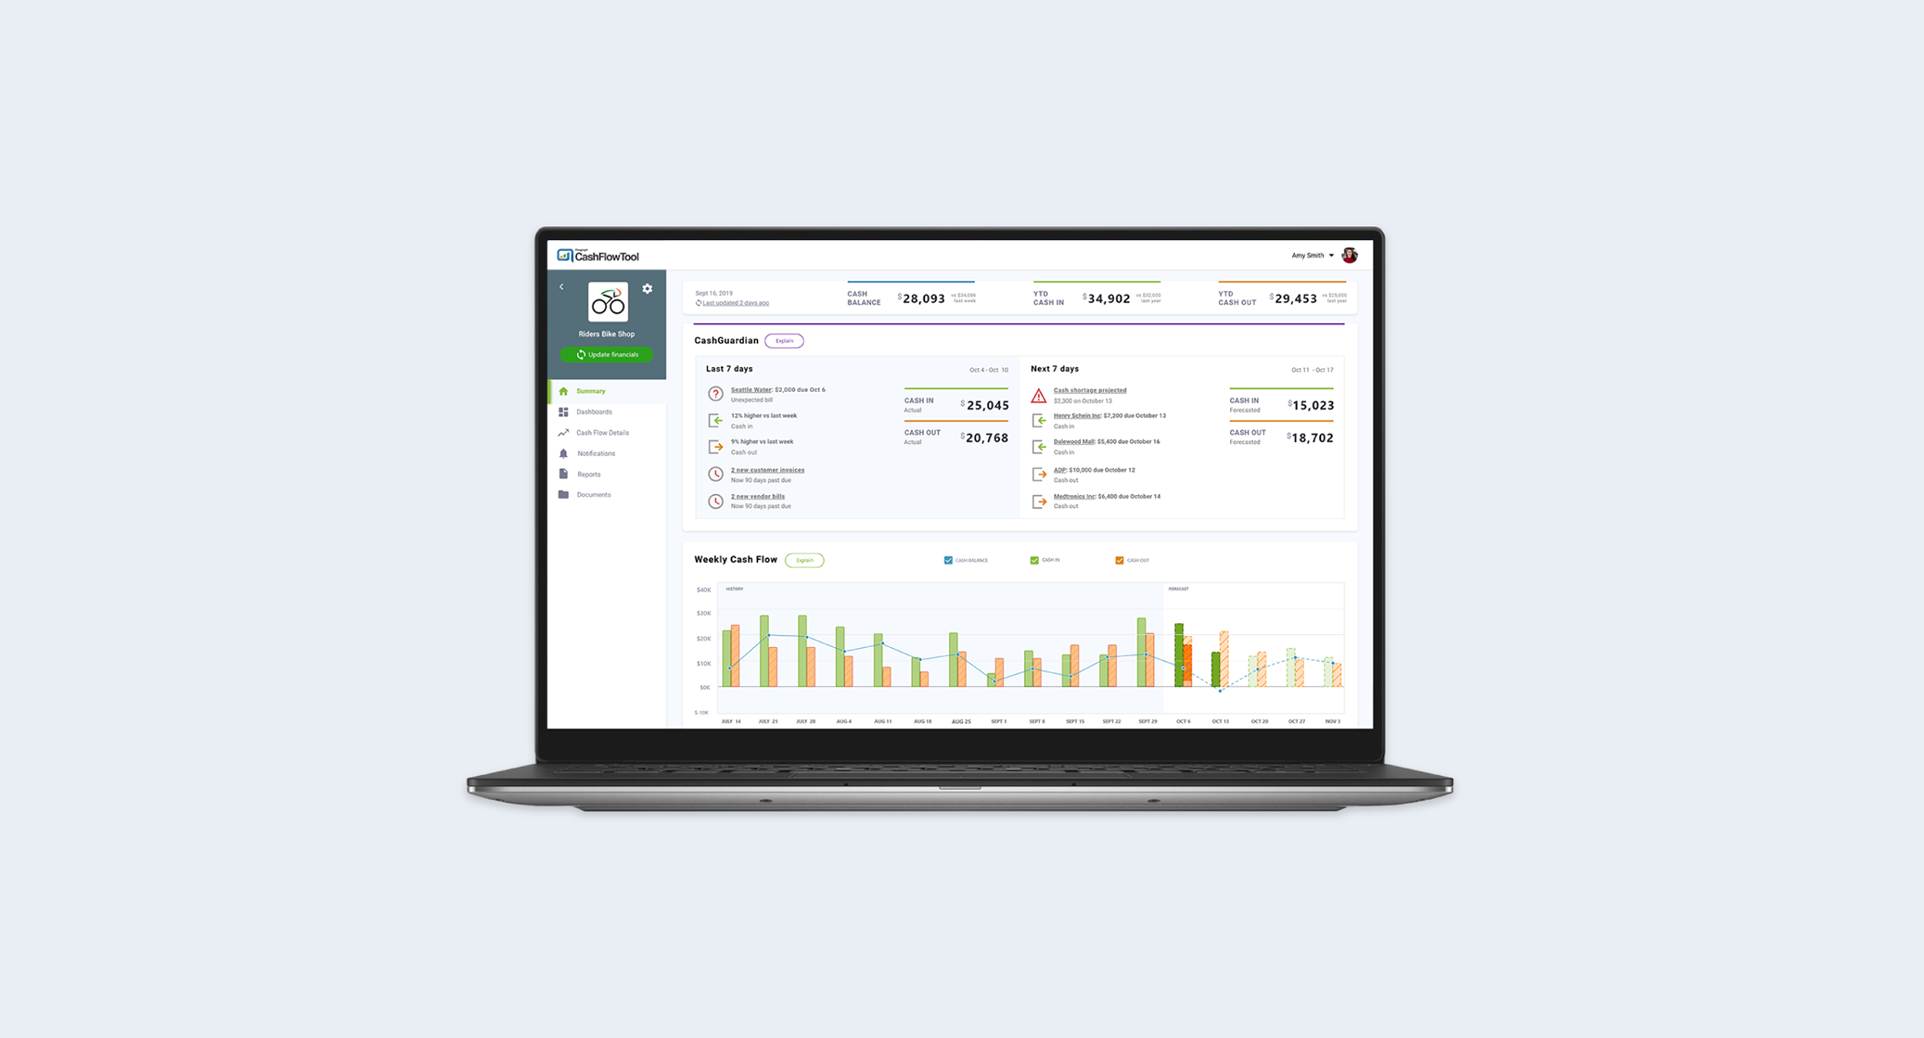 Finagraph
CashFlowTool
Amy Smith
Riders Bike Shop
Update financials
Summary
Dashboards
Cash Flow Details
Notifications
Reports
Documents
Sept 16, 2019
Last updated 2 days ago
CASH
BALANCE
$28,093
last week
YTD
CASH IN
$34,902
vs $32,000
last year
YTD
CASH OUT
$29,453
vs $25,000
last year
CashGuardian
Explain
Last 7 days
Oct 4 - Oct 10
Seattle Water: $2,000 due Oct 6
Unexpected bill
12% higher vs last week
Cash in
9% higher vs last week
Cash out
2 new customer invoices
Now 90 days past due
2 new vendor bills
Now 90 days past due
CASH IN
Actual
$25,045
CASH OUT
Actual
$20,768
Next 7 days
Oct 11 - Oct 17
Cash shortage projected
$2,300 on October 13
Henry Schein Inc: $7,200 due October 13
Cash in
Dalewood Mall: $5,400 due October 16
Cash in
ADP: $10,000 due October 12
Cash out
Medtronics Inc: $6,400 due October 14
Cash out
CASH IN
Forecasted
$15,023
CASH OUT
Forecasted
$18,702
Weekly Cash Flow
Explain
CASH BALANCE
CASH IN
CASH OUT
HISTORY
FORECAST
$40K
$30K
$20K
$10K
$0K
$-10K
JULY 14
JULY 21
JULY 28
AUG 4
AUG 11
AUG 18
AUG 25
SEPT 1
SEPT 8
SEPT 15
SEPT 22
SEPT 29
OCT 6
OCT 13
OCT 20
OCT 27
NOV 3